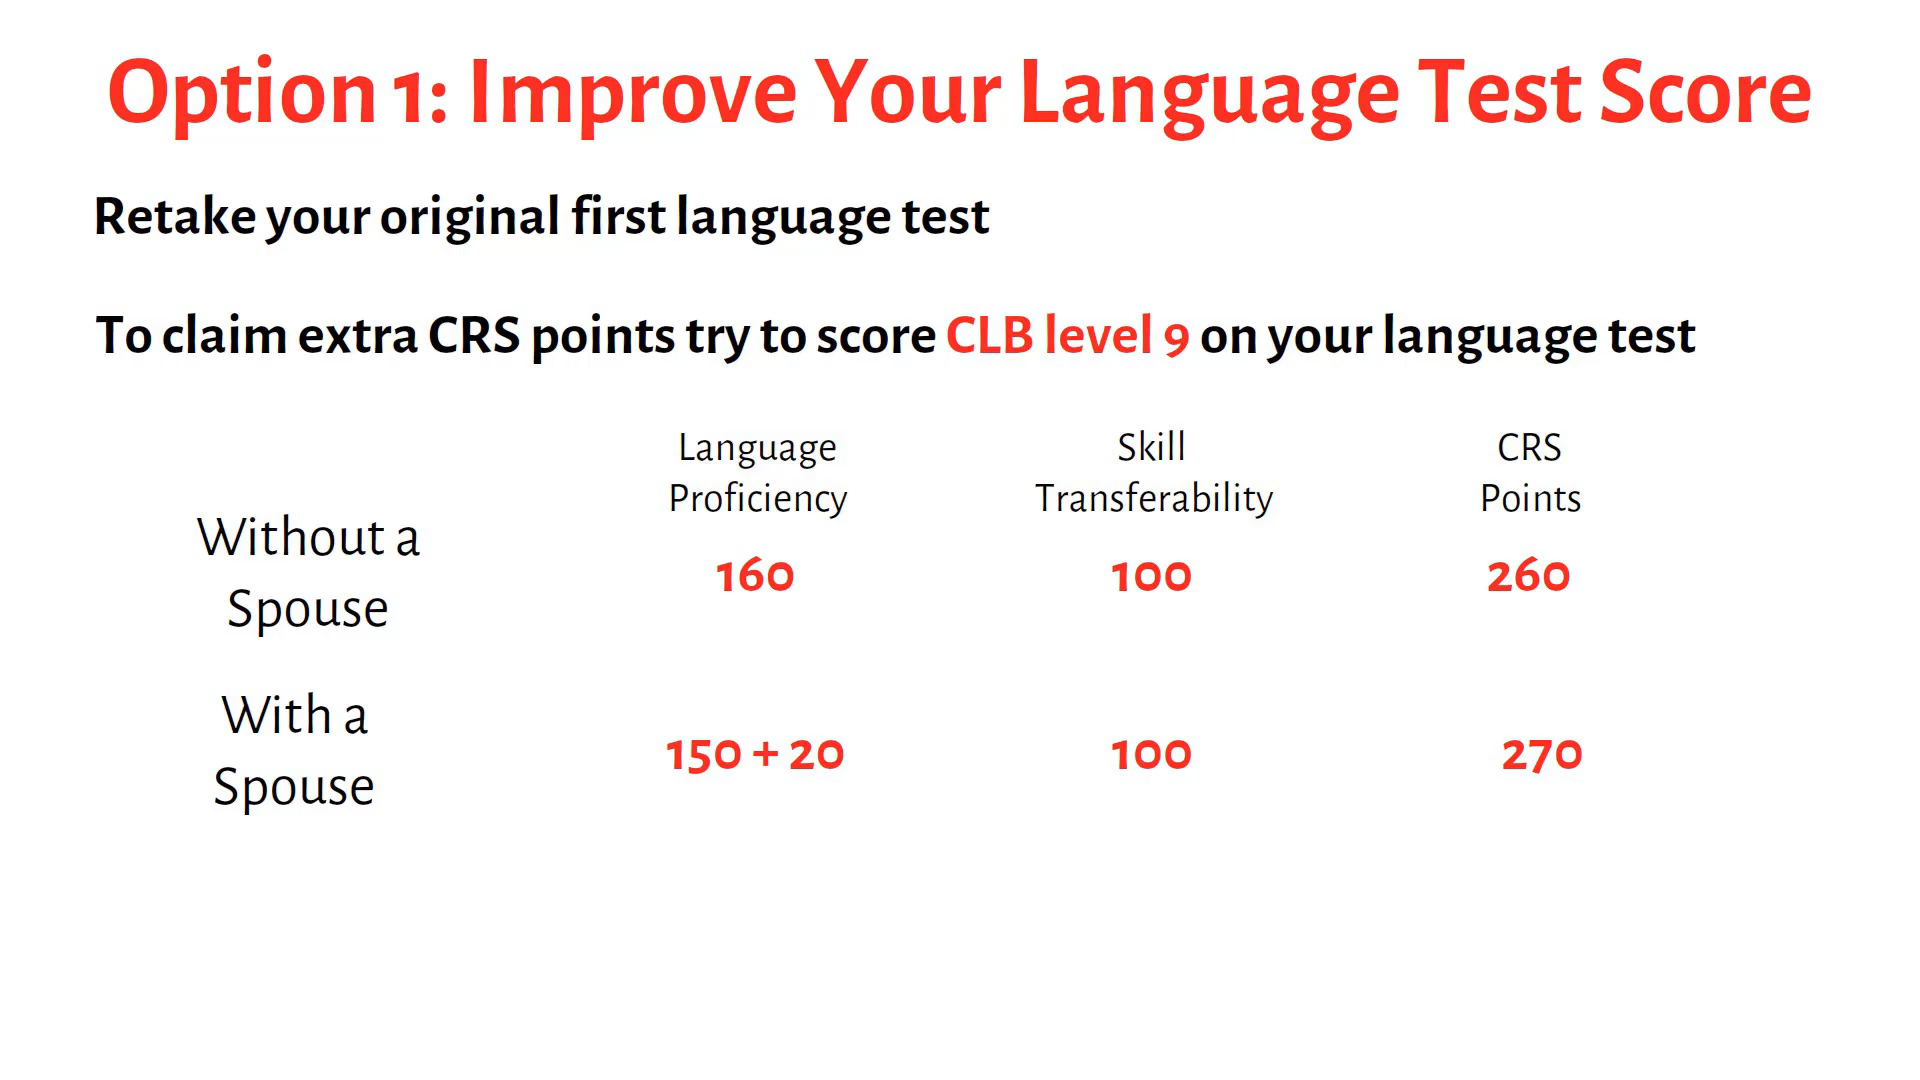 Option 1: Improve Your Language Test Score
Retake your original first language test
To claim extra CRS points try to score CLB level 9 on your language test
Language
Proficiency
Skill
Transferability
CRS
Points
Without a
Spouse
160
100
260
With a
Spouse
150 + 20
100
270